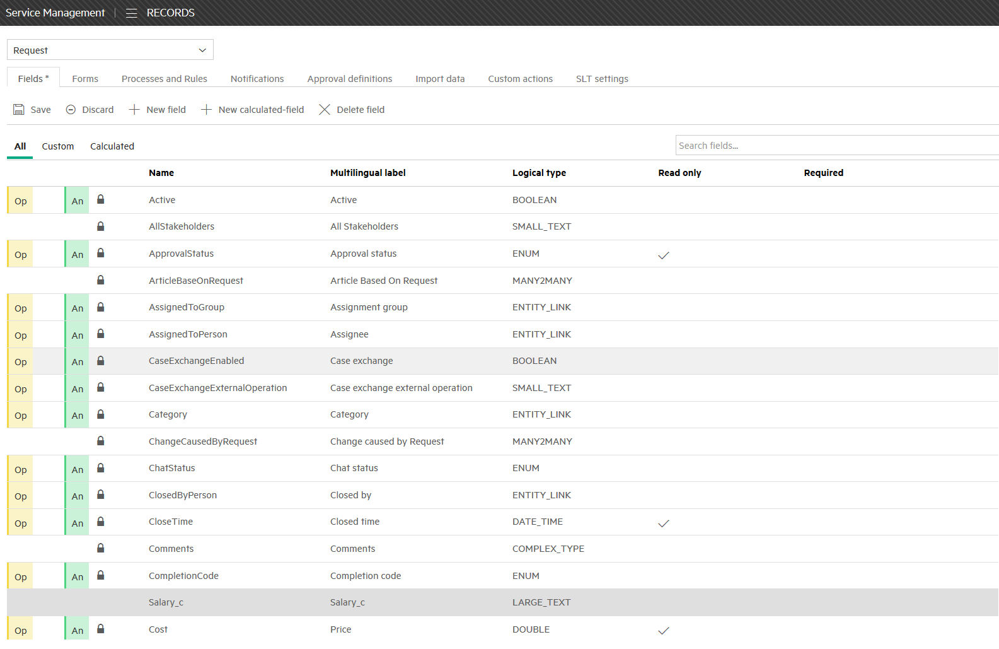 Service Management | RECORDS
Request
Fields * Forms Processes and Rules Notifications Approval definitions Import data Custom actions SLT settings
Save Discard New field New calculated-field Delete field
All Custom Calculated Search fields...
Name Multilingual label Logical type Read only Required
Op An Active Active BOOLEAN
AllStakeholders All Stakeholders SMALL_TEXT
Op An ApprovalStatus Approval status ENUM
ArticleBaseOnRequest Article Based On Request MANY2MANY
Op An AssignedToGroup Assignment group ENTITY_LINK
Op An AssignedToPerson Assignee ENTITY_LINK
Op An CaseExchangeEnabled Case exchange BOOLEAN
Op An CaseExchangeExternalOperation Case exchange external operation SMALL_TEXT
Op An Category Category ENTITY_LINK
ChangeCausedByRequest Change caused by Request MANY2MANY
Op An ChatStatus Chat status ENUM
Op An ClosedByPerson Closed by ENTITY_LINK
Op An CloseTime Closed time DATE_TIME
Comments Comments COMPLEX_TYPE
Op An CompletionCode Completion code ENUM
Salary_c Salary_c LARGE_TEXT
Op An Cost Price DOUBLE